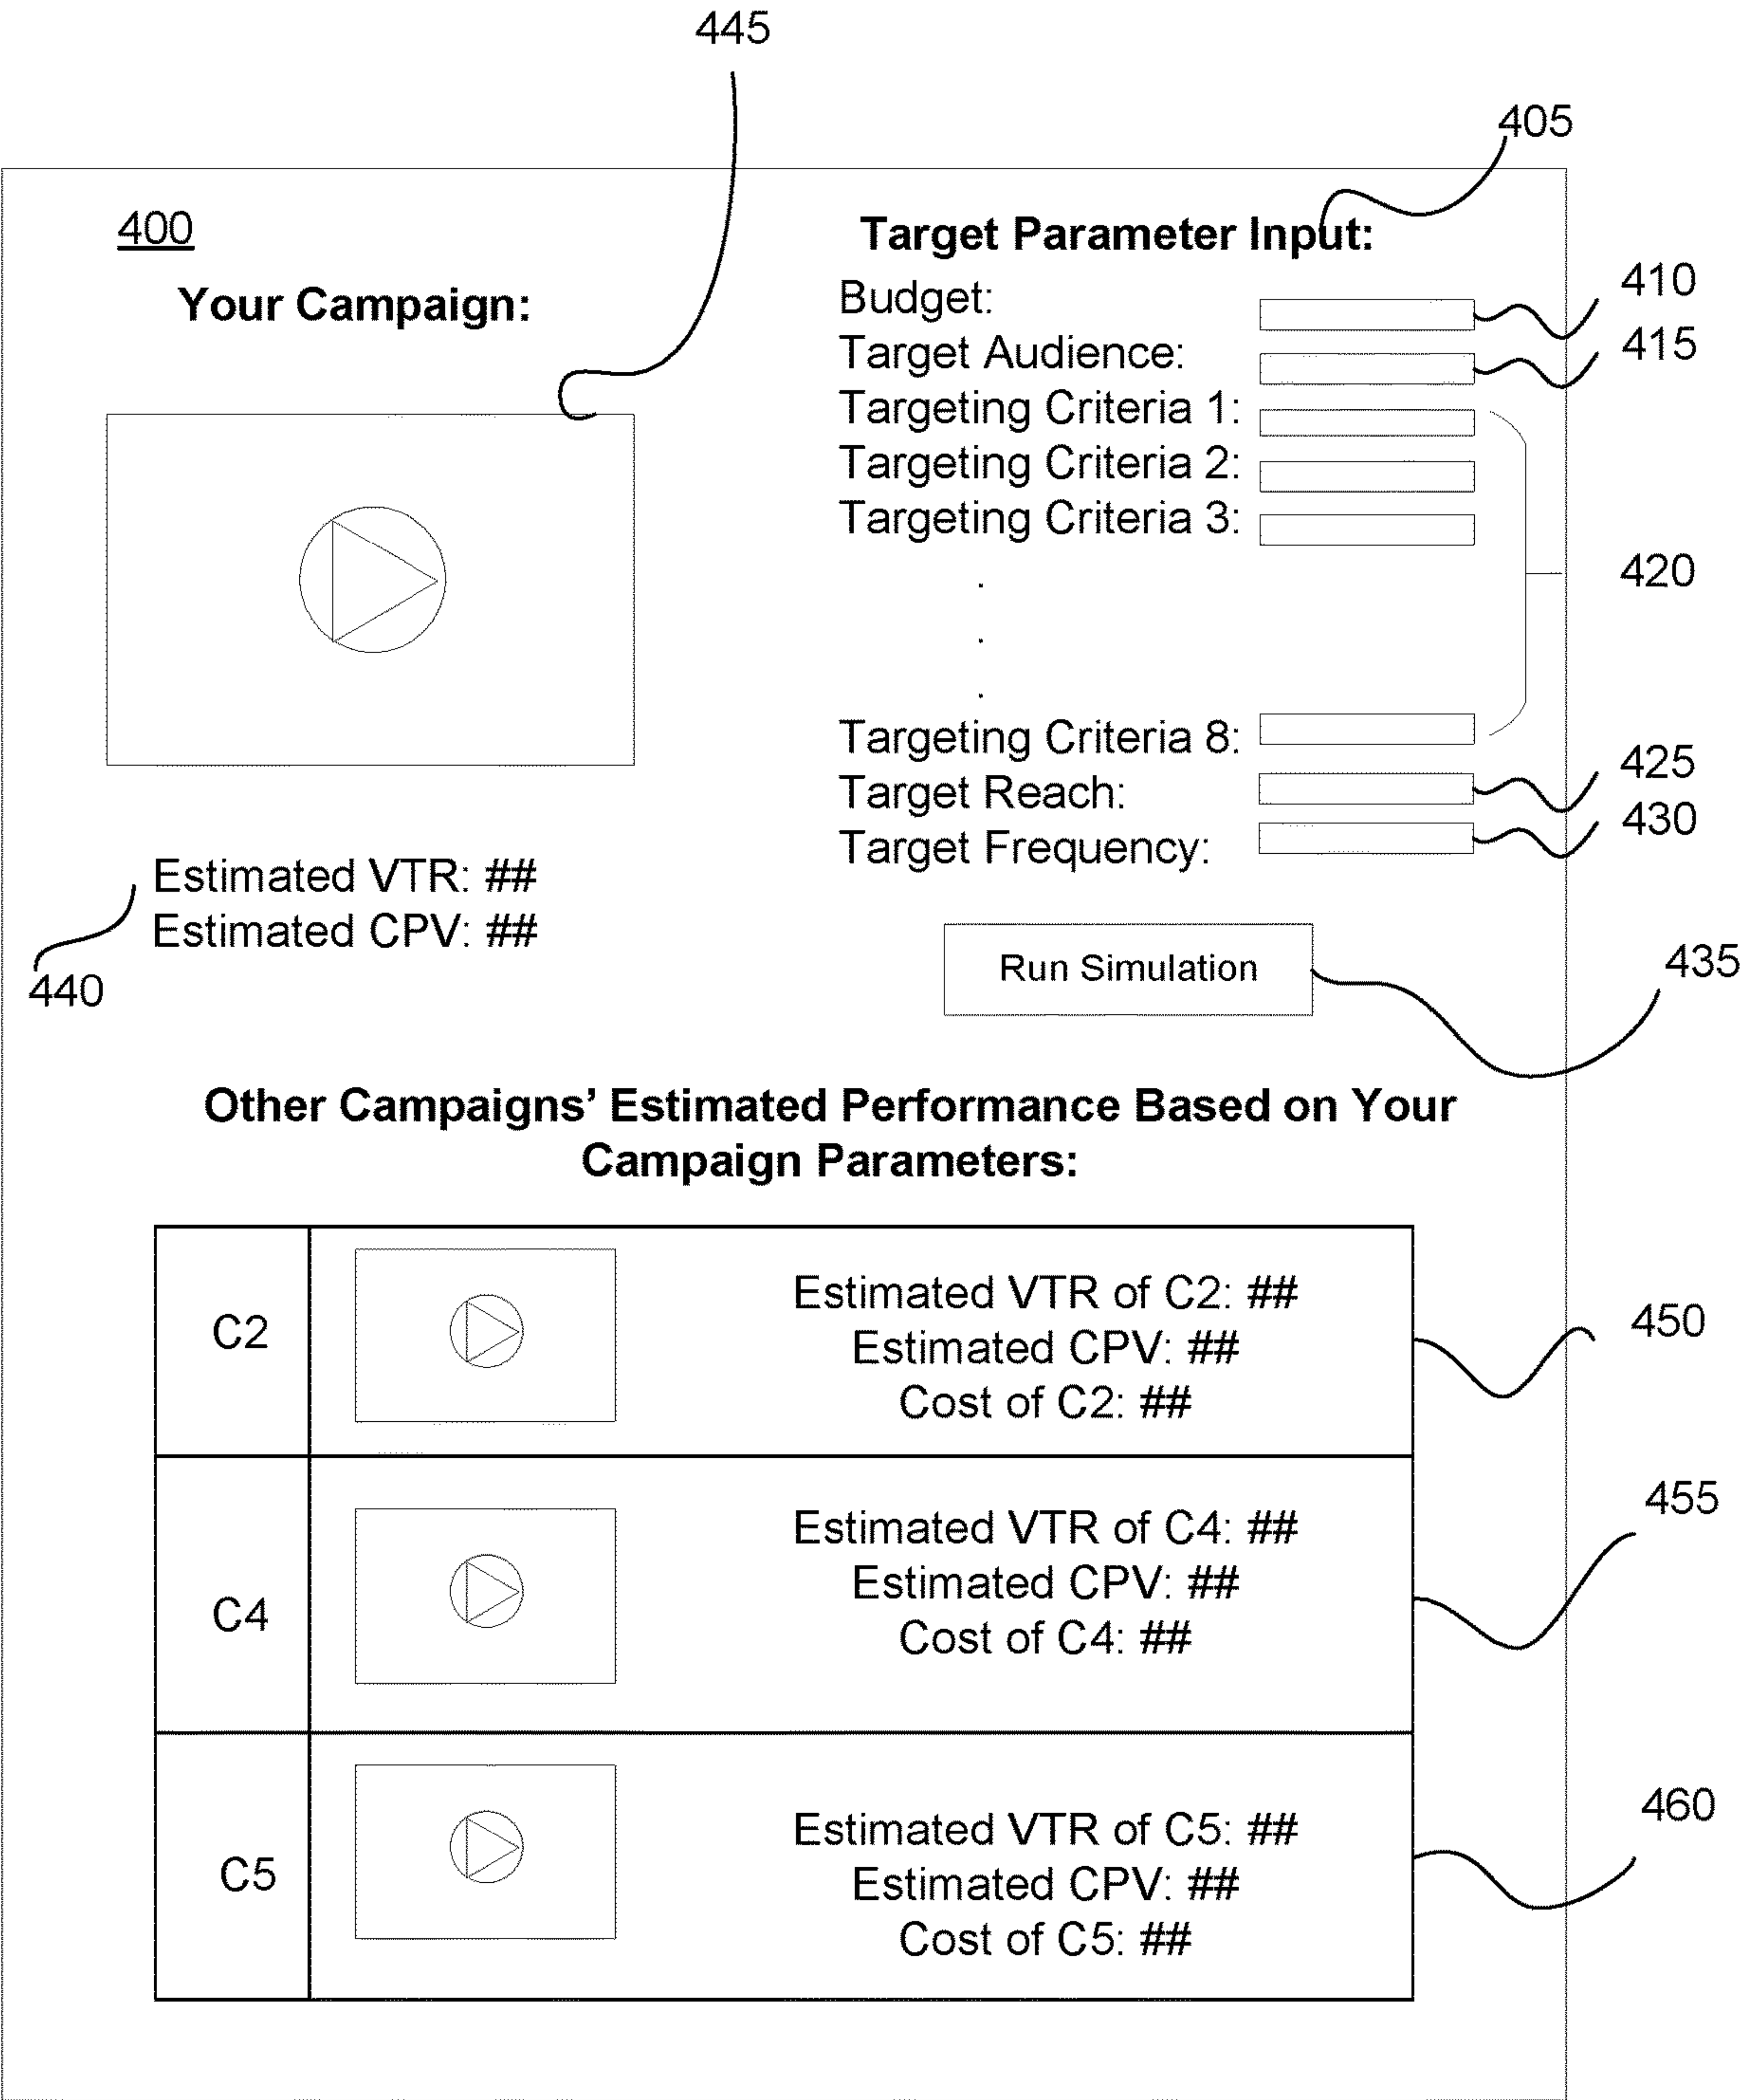 445
405
400
Your Campaign:
Target Parameter Input:
Budget:
410
Target Audience:
415
Targeting Criteria 1:
Targeting Criteria 2:
Targeting Criteria 3:
.
.
.
420
Targeting Criteria 8:
Target Reach:
425
Target Frequency:
430
Estimated VTR: ##
Estimated CPV: ##
440
Run Simulation
435
Other Campaigns’ Estimated Performance Based on Your
Campaign Parameters:
C2
Estimated VTR of C2: ##
Estimated CPV: ##
Cost of C2: ##
450
C4
Estimated VTR of C4: ##
Estimated CPV: ##
Cost of C4: ##
455
C5
Estimated VTR of C5: ##
Estimated CPV: ##
Cost of C5: ##
460